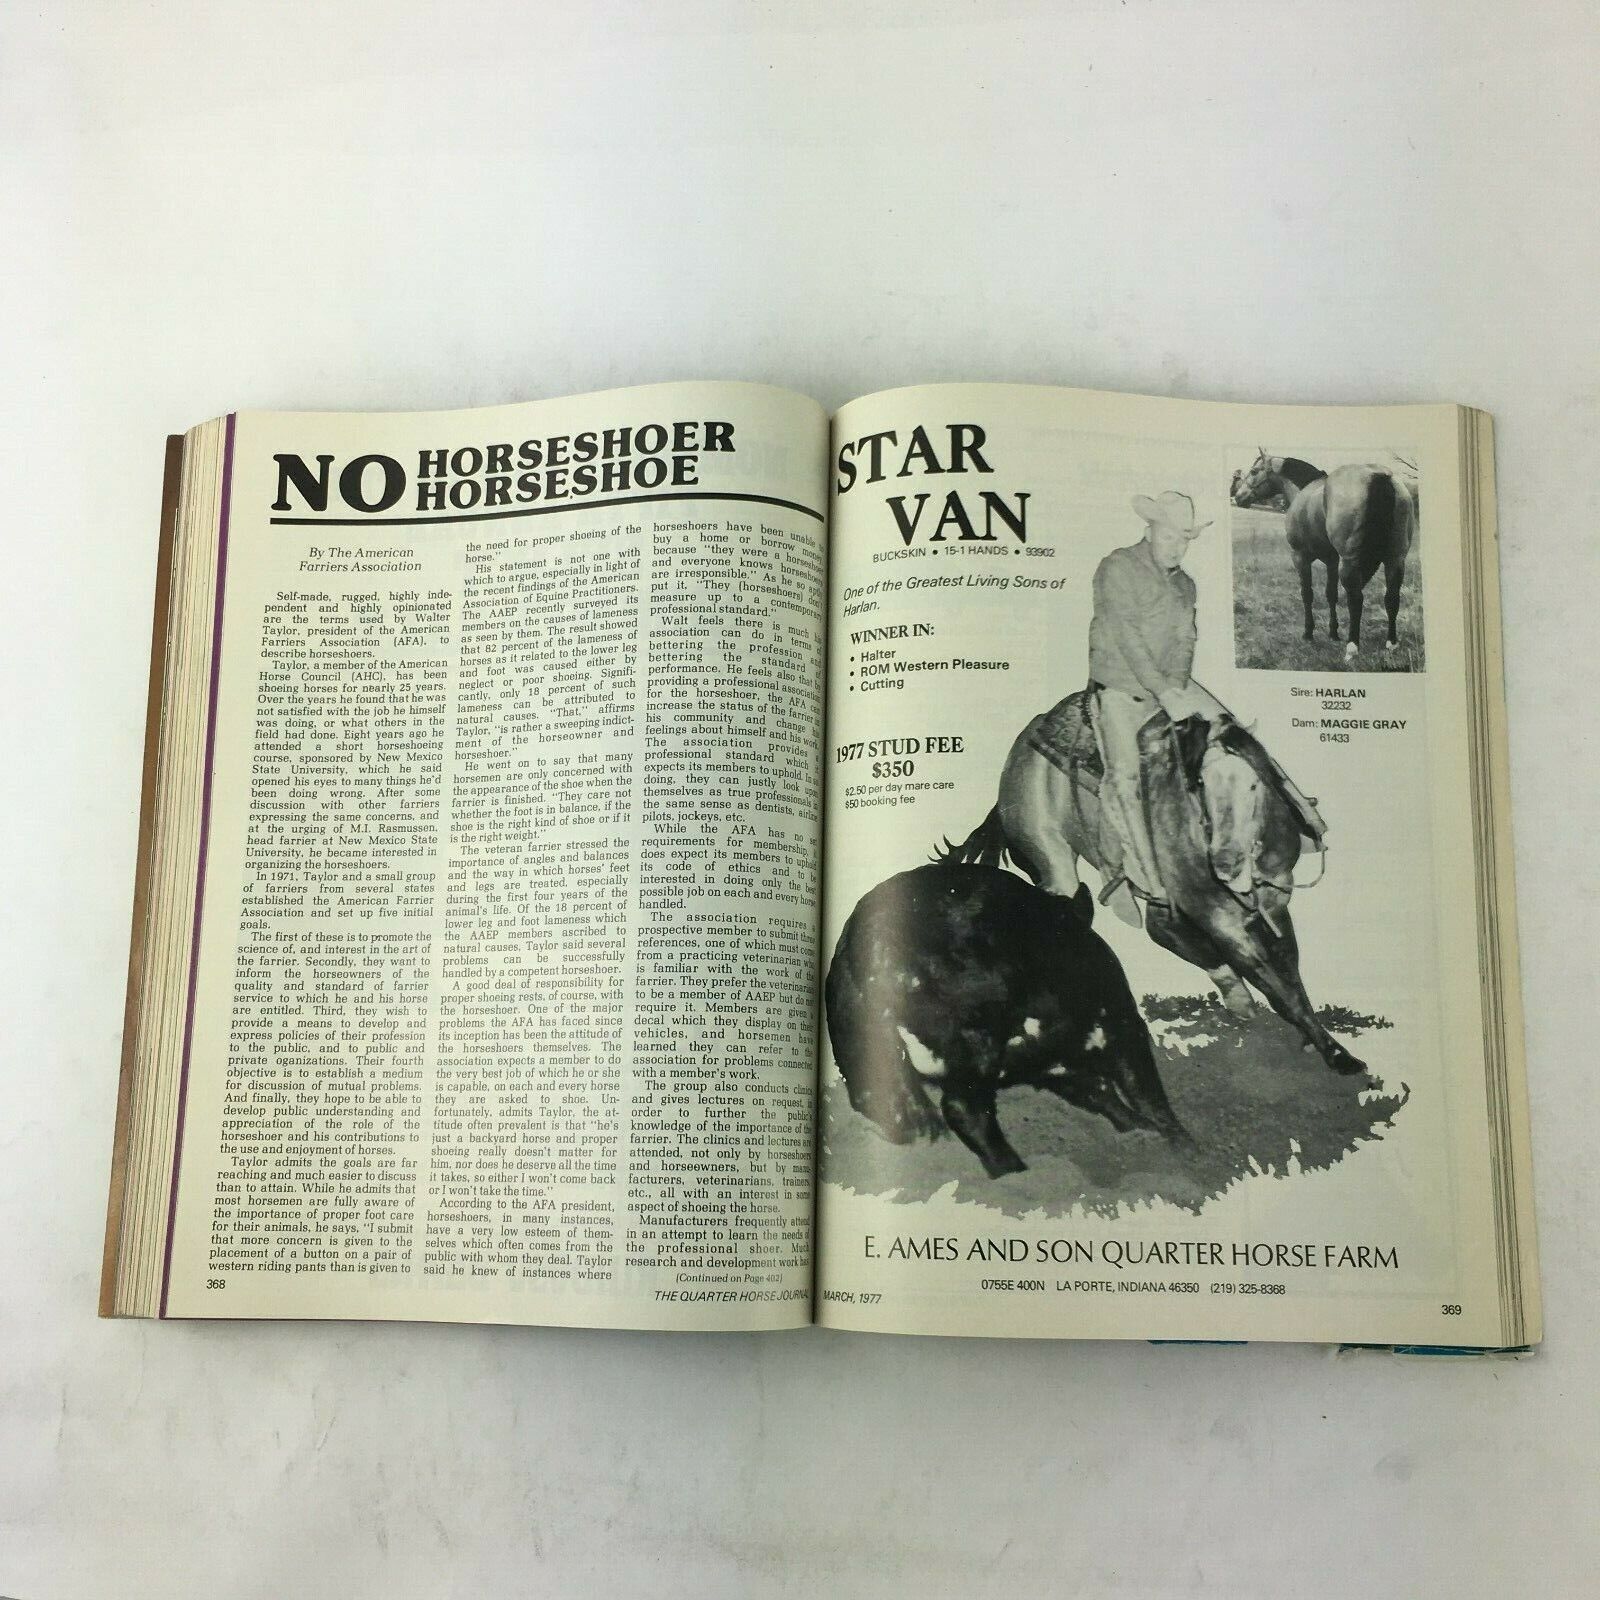 NO HORSESHOER
HORSESHOE
By The American
Farriers Association
Self-made, rugged, highly inde-
pendent and highly opinionated
are the terms used by Walter
Taylor, president of the American
Farriers Association (AFA), to
describe horseshoers.
Taylor, a member of the American
Horse Council (AHC), has been
shoeing horses for nearly 25 years.
Over the years he found that he was
not satisfied with the job he himself
was doing, or what others in the
field had done. Eight years ago he
attended a short horseshoeing
course, sponsored by New Mexico
State University, which he said
opened his eyes to many things he'd
been doing wrong. After some
discussion with other farriers
expressing the same concerns, and
at the urging of M.I. Rasmussen,
head farrier at New Mexico State
University, he became interested in
organizing the horseshoers.
In 1971, Taylor and a small group
of farriers from several states
established the American Farrier
Association and set up five initial
goals.
The first of these is to promote the
science of, and interest in the art of
the farrier. Secondly, they want to
inform the horseowners of the
quality and standard of farrier
service to which he and his horse
are entitled. Third, they wish to
provide a means to develop and
express policies of their profession
to the public, and to public and
private oganizations. Their fourth
objective is to establish a medium
for discussion of mutual problems.
And finally, they hope to be able to
develop public understanding and
appreciation of the role of the
horseshoer and his contributions to
the use and enjoyment of horses.
Taylor admits the goals are far
reaching and much easier to discuss
than to attain. While he admits that
most horsemen are fully aware of
the importance of proper foot care
for their animals, he says, "I submit
that more concern is given to the
placement of a button on a pair of
western riding pants than is given to
the need for proper shoeing of the
horse."
His statement is not one with
which to argue, especially in light of
the recent findings of the American
Association of Equine Practitioners.
The AAEP recently surveyed its
members on the causes of lameness
as seen by them. The result showed
that 82 percent of the lameness of
horses as it related to the lower leg
and foot was caused either by
neglect or poor shoeing. Signifi-
cantly, only 18 percent of such
lameness can be attributed to
natural causes. "That," affirms
Taylor, "is rather a sweeping indict-
ment of the horseowner and
horseshoer."
He went on to say that many
horsemen are only concerned with
the appearance of the shoe when the
farrier is finished. "They care not
whether the foot is in balance, if the
shoe is the right kind of shoe or if it
is the right weight."
The veteran farrier stressed the
importance of angles and balances
and the way in which horses' feet
and legs are treated, especially
during the first four years of the
animal's life. Of the 18 percent of
lower leg and foot lameness which
the AAEP members ascribed to
natural causes, Taylor said several
problems can be successfully
handled by a competent horseshoer.
A good deal of responsibility for
proper shoeing rests, of course, with
the horseshoer. One of the major
problems the AFA has faced since
its inception has been the attitude of
the horseshoers themselves. The
association expects a member to do
the very best job of which he or she
is capable, on each and every horse
they are asked to shoe. Un-
fortunately, admits Taylor, the at-
titude often prevalent is that "he's
just a backyard horse and proper
shoeing really doesn't matter for
him, nor does he deserve all the time
it takes, so either I won't come back
or I won't take the time."
According to the AFA president,
horseshoers, in many instances,
have a very low esteem of them-
selves which often comes from the
public with whom they deal. Taylor
said he knew of instances where
horseshoers have been unable to
buy a home or borrow money
because "they were a horseshoer
and everyone knows horseshoers
are irresponsible." As he so aptly
put it, "They (horseshoers) don't
measure up to a contemporary
professional standard."
Walt feels there is much his
association can do in terms of
bettering the profession and
bettering the standard of
performance. He feels also that by
providing a professional association
for the horseshoer, the AFA can
increase the status of the farrier in
his community and change his
feelings about himself and his work.
The association provides a
professional standard which it
expects its members to uphold. In so
doing, they can justly look upon
themselves as true professionals in
the same sense as dentists, airline
pilots, jockeys, etc.
While the AFA has no set
requirements for membership, it
does expect its members to uphold
its code of ethics and to be
interested in doing only the best
possible job on each and every horse
handled.
The association requires a
prospective member to submit three
references, one of which must come
from a practicing veterinarian who
is familiar with the work of the
farrier. They prefer the veterinarian
to be a member of AAEP but do not
require it. Members are given a
decal which they display on their
vehicles, and horsemen have
learned they can refer to the
association for problems connected
with a member's work.
The group also conducts clinics
and gives lectures on request, in
order to further the public's
knowledge of the importance of the
farrier. The clinics and lectures are
attended, not only by horseshoers
and horseowners, but by manu-
facturers, veterinarians, trainers,
etc., all with an interest in some
aspect of shoeing the horse.
Manufacturers frequently attend
in an attempt to learn the needs of
the professional shoer. Much
research and development work has
(Continued on Page 402)
368
THE QUARTER HORSE JOURNAL
STAR
VAN
BUCKSKIN • 15-1 HANDS • 93902
One of the Greatest Living Sons of
Harlan.
WINNER IN:
• Halter
• ROM Western Pleasure
• Cutting
1977 STUD FEE
$350
$2.50 per day mare care
$50 booking fee
Sire: HARLAN
32232
Dam: MAGGIE GRAY
61433
E. AMES AND SON QUARTER HORSE FARM
0755E 400N LA PORTE, INDIANA 46350 (219) 325-8368
MARCH, 1977
369